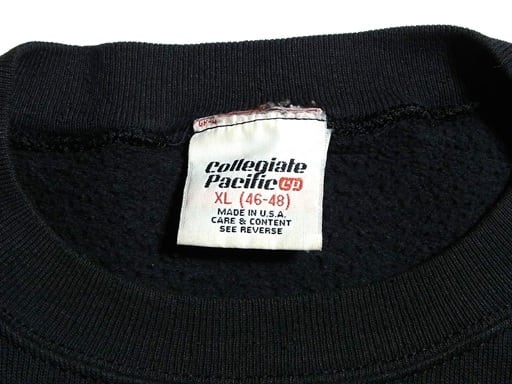 Collegiate
Pacific CP
XL (46-48)
MADE IN U.S.A.
CARE & CONTENT
SEE REVERSE